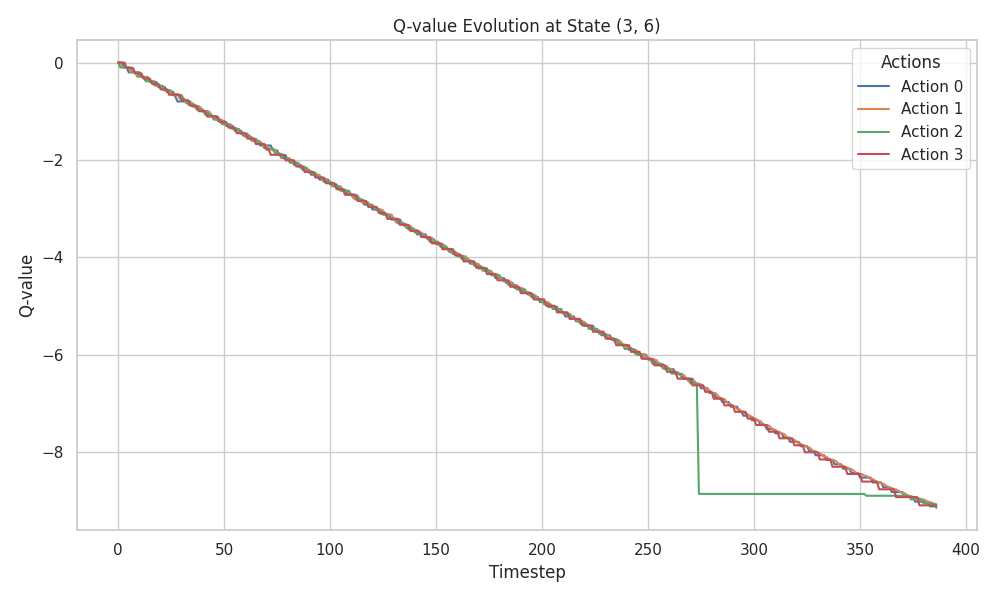 Q-value Evolution at State (3, 6)
Actions
Action 0
Action 1
Action 2
Action 3
Q-value
0
−2
−4
−6
−8
0 50 100 150 200 250 300 350 400
Timestep